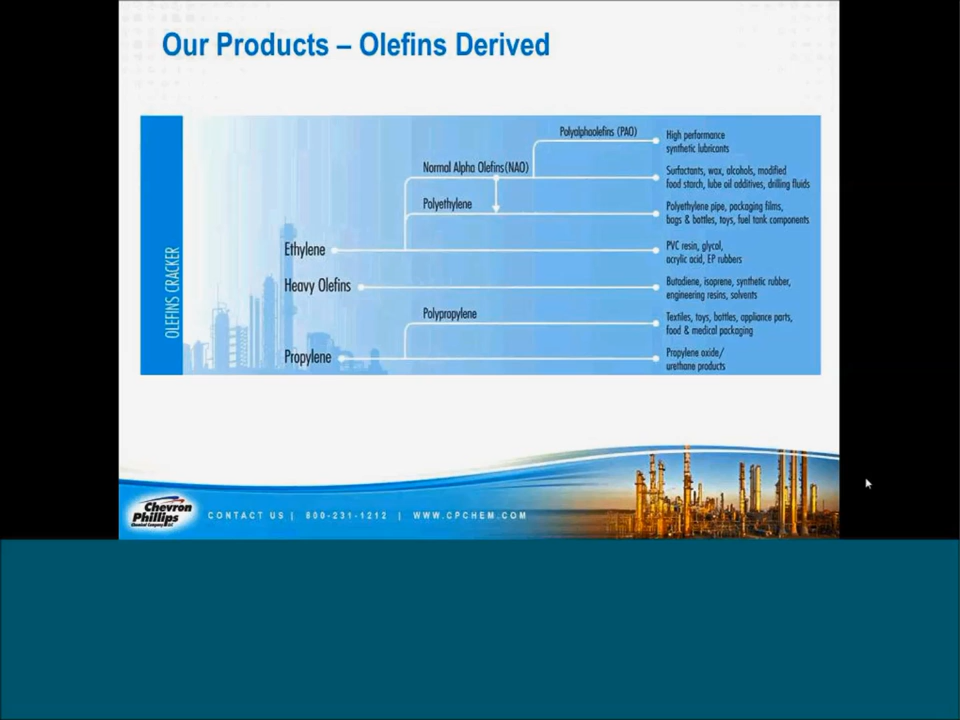 Our Products – Olefins Derived
OLEFINS CRACKER
Polyalphaolefins (PAO)
High performance
synthetic lubricants
Normal Alpha Olefins(NAO)
Surfactants, wax, alcohols, modified
food starch, lube oil additives, drilling fluids
Polyethylene
Polyethylene pipe, packaging films,
bags & bottles, toys, fuel tank components
Ethylene
PVC resin, glycol,
acrylic acid, EP rubbers
Heavy Olefins
Butadiene, isoprene, synthetic rubber,
engineering resins, solvents
Polypropylene
Textiles, toys, bottles, appliance parts,
food & medical packaging
Propylene
Propylene oxide/
urethane products
Chevron
Phillips
Chemical Company LLC
CONTACT US | 800-231-1212 | WWW.CPCHEM.COM